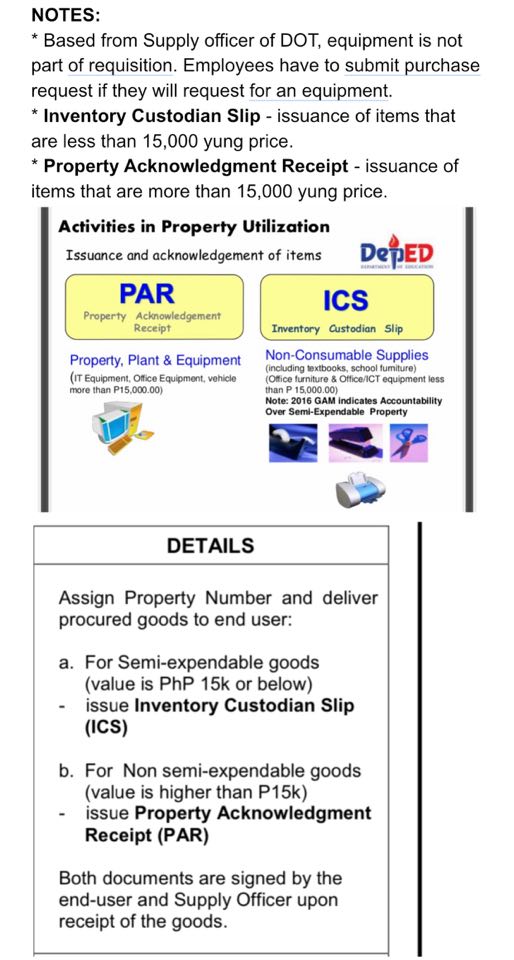 NOTES:
* Based from Supply officer of DOT, equipment is not
part of requisition. Employees have to submit purchase
request if they will request for an equipment.
* Inventory Custodian Slip - issuance of items that
are less than 15,000 yung price.
* Property Acknowledgment Receipt - issuance of
items that are more than 15,000 yung price.
Activities in Property Utilization
Issuance and acknowledgement of items
DepED
DEPARTMENT OF EDUCATION
PAR
Property Acknowledgement
Receipt
ICS
Inventory Custodian Slip
Property, Plant & Equipment
(IT Equipment, Office Equipment, vehicle
more than P15,000.00)
Non-Consumable Supplies
(including textbooks, school furniture)
(Office furniture & Office/ICT equipment less
than P 15,000.00)
Note: 2016 GAM indicates Accountability
Over Semi-Expendable Property
DETAILS
Assign Property Number and deliver
procured goods to end user:
a. For Semi-expendable goods
(value is PhP 15k or below)
- issue Inventory Custodian Slip
(ICS)
b. For Non semi-expendable goods
(value is higher than P15k)
- issue Property Acknowledgment
Receipt (PAR)
Both documents are signed by the
end-user and Supply Officer upon
receipt of the goods.